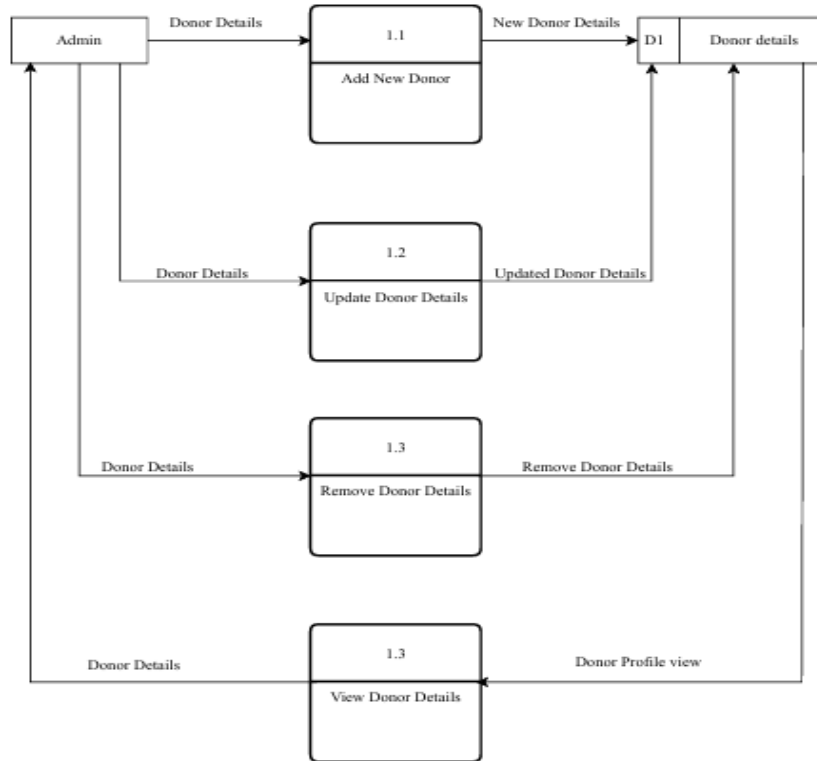 Donor Details
New Donor Details
Admin
1.1
D1
Donor details
Add New Donor
1.2
Donor Details
Updated Donor Details
Update Donor Details
1.3
Donor Details
Remove Donor Details
Remove Donor Details
1.3
Donor Details
Donor Profile view
View Donor Details